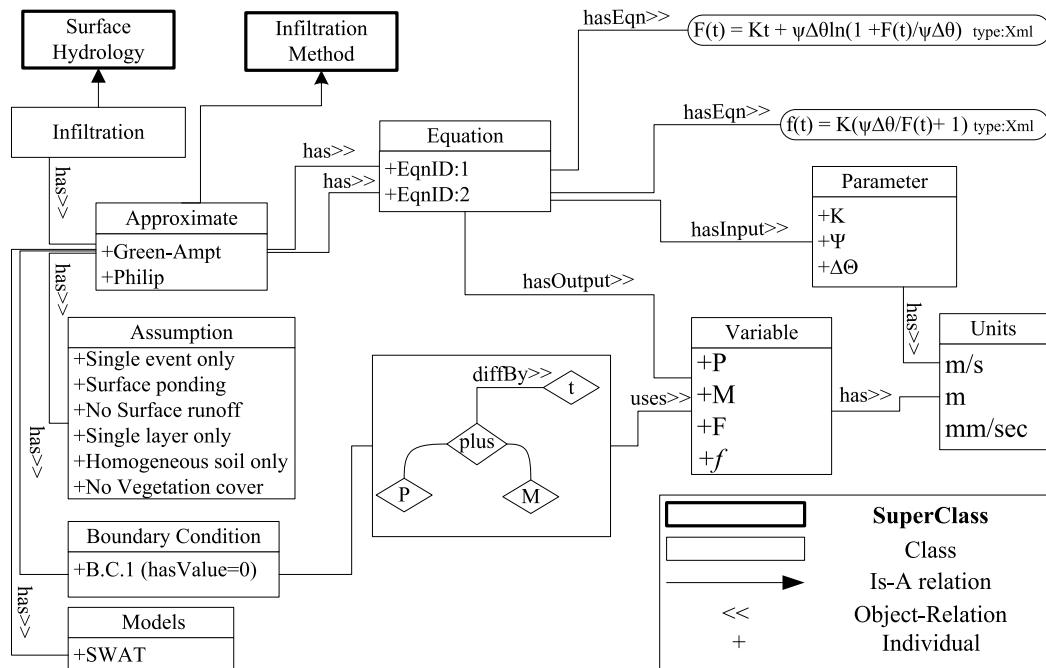 Surface
Hydrology
Infiltration
Method
Infiltration
has>>
Approximate
+Green-Ampt
+Philip
has>>
has>>
Equation
+EqnID:1
+EqnID:2
hasEqn>>
F(t) = Kt + ψΔθln(1 +F(t)/ψΔθ) type:Xml
hasEqn>>
f(t) = K(ψΔθ/F(t)+ 1) type:Xml
hasInput>>
Parameter
+K
+Ψ
+ΔΘ
has>>
hasOutput>>
has>>
Assumption
+Single event only
+Surface ponding
+No Surface runoff
+Single layer only
+Homogeneous soil only
+No Vegetation cover
diffBy>>
t
plus
P
M
uses>>
Variable
+P
+M
+F
+f
has>>
Units
m/s
m
mm/sec
has>>
Boundary Condition
+B.C.1 (hasValue=0)
has>>
Models
+SWAT
SuperClass
Class
Is-A relation
<< Object-Relation
+ Individual